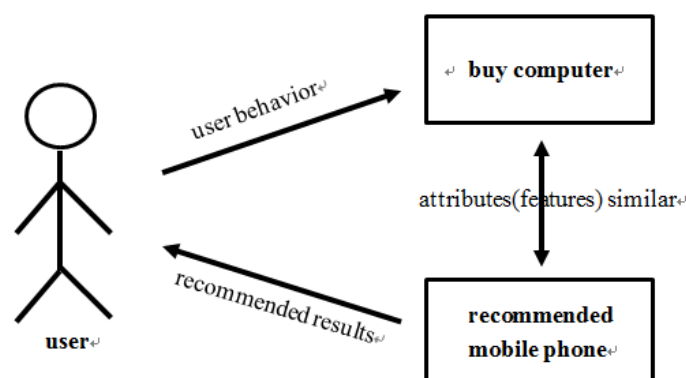 buy computer
user behavior
attributes(features) similar
recommended results
recommended
mobile phone
user